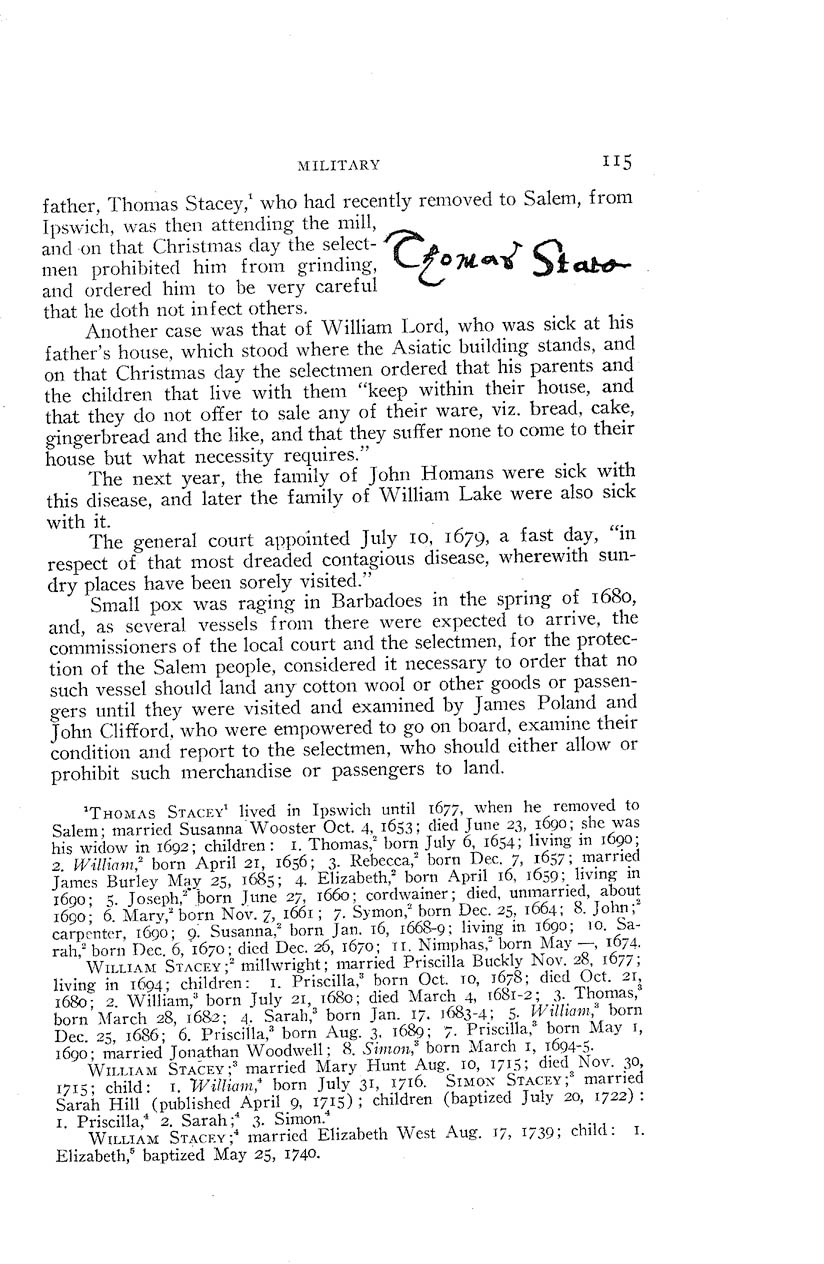 MILITARY 115
father, Thomas Stacey,¹ who had recently removed to Salem, from
Ipswich, was then attending the mill,
and on that Christmas day the select-
men prohibited him from grinding,
and ordered him to be very careful
that he doth not infect others.
Thomas Stace
Another case was that of William Lord, who was sick at his
father's house, which stood where the Asiatic building stands, and
on that Christmas day the selectmen ordered that his parents and
the children that live with them "keep within their house, and
that they do not offer to sale any of their ware, viz. bread, cake,
gingerbread and the like, and that they suffer none to come to their
house but what necessity requires."
The next year, the family of John Homans were sick with
this disease, and later the family of William Lake were also sick
with it.
The general court appointed July 10, 1679, a fast day, "in
respect of that most dreaded contagious disease, wherewith sun-
dry places have been sorely visited."
Small pox was raging in Barbadoes in the spring of 1680,
and, as several vessels from there were expected to arrive, the
commissioners of the local court and the selectmen, for the protec-
tion of the Salem people, considered it necessary to order that no
such vessel should land any cotton wool or other goods or passen-
gers until they were visited and examined by James Poland and
John Clifford, who were empowered to go on board, examine their
condition and report to the selectmen, who should either allow or
prohibit such merchandise or passengers to land.
¹THOMAS STACEY¹ lived in Ipswich until 1677, when he removed to
Salem; married Susanna Wooster Oct. 4, 1653; died June 23, 1690; she was
his widow in 1692; children: 1. Thomas,² born July 6, 1654; living in 1690;
2. William,² born April 21, 1656; 3. Rebecca,² born Dec. 7, 1657; married
James Burley May 25, 1685; 4. Elizabeth,² born April 16, 1659; living in
1690; 5. Joseph,² born June 27, 1660; cordwainer; died, unmarried, about
1690; 6. Mary,² born Nov. 7, 1661; 7. Symon,² born Dec. 25, 1664; 8. John;²
carpenter, 1690; 9. Susanna,² born Jan. 16, 1668-9; living in 1690; 10. Sa-
rah,² born Dec. 6, 1670; died Dec. 26, 1670; 11. Nimphas,² born May —, 1674.
WILLIAM STACEY;² millwright; married Priscilla Buckly Nov. 28, 1677;
living in 1694; children: 1. Priscilla,³ born Oct. 10, 1678; died Oct. 21,
1680; 2. William,³ born July 21, 1680; died March 4, 1681-2; 3. Thomas,³
born March 28, 1682; 4. Sarah,³ born Jan. 17, 1683-4; 5. William,³ born
Dec. 25, 1686; 6. Priscilla,³ born Aug. 3, 1689; 7. Priscilla,³ born May 1,
1690; married Jonathan Woodwell; 8. Simon,³ born March 1, 1694-5.
WILLIAM STACEY;³ married Mary Hunt Aug. 10, 1715; died Nov. 30,
1715; child: 1. William,⁴ born July 31, 1716. SIMON STACEY;³ married
Sarah Hill (published April 9, 1715); children (baptized July 20, 1722):
1. Priscilla,⁴ 2. Sarah;⁴ 3. Simon.⁴
WILLIAM STACEY;⁴ married Elizabeth West Aug. 17, 1739; child: 1.
Elizabeth,⁵ baptized May 25, 1740.